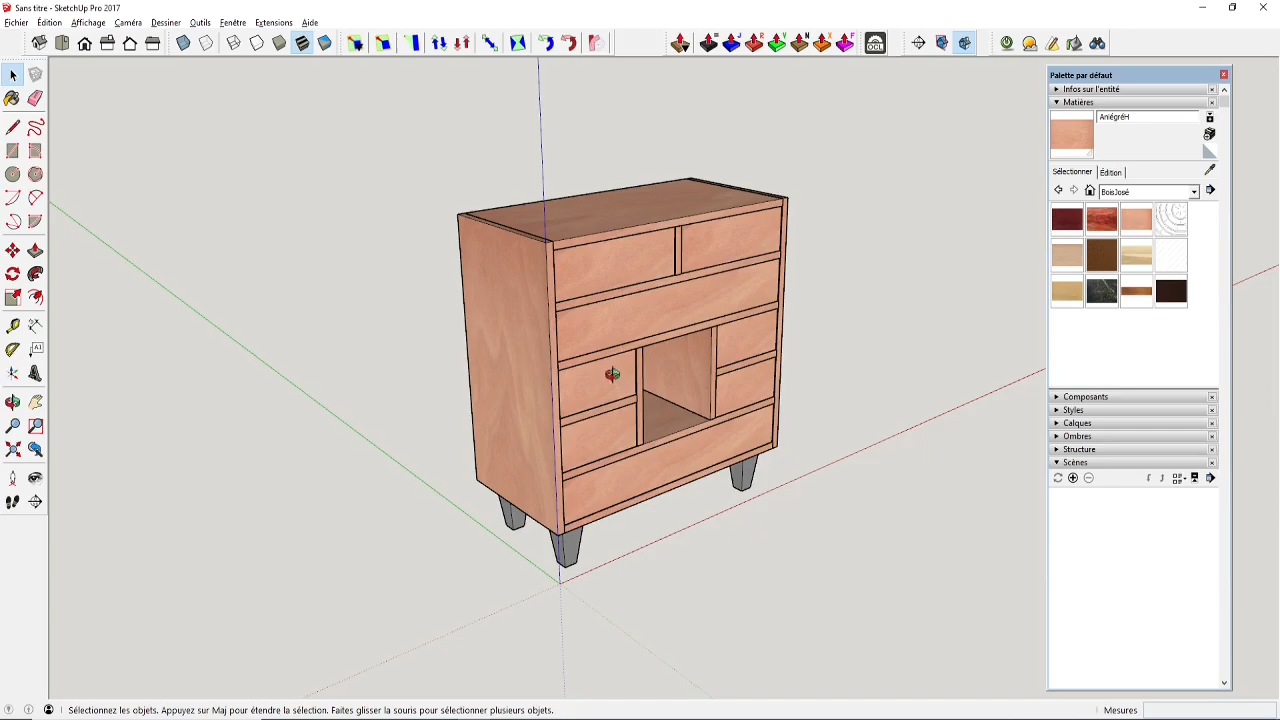 Sans titre - SketchUp Pro 2017
Fichier Édition Affichage Caméra Dessiner Outils Fenêtre Extensions Aide
J R V N X F
OCL
Palette par défaut
Infos sur l'entité
Matières
AniégréH
Sélectionner Édition
BoisJosé
Composants
Styles
Calques
Ombres
Structure
Scènes
Sélectionnez les objets. Appuyez sur Maj pour étendre la sélection. Faites glisser la souris pour sélectionner plusieurs objets.
Mesures